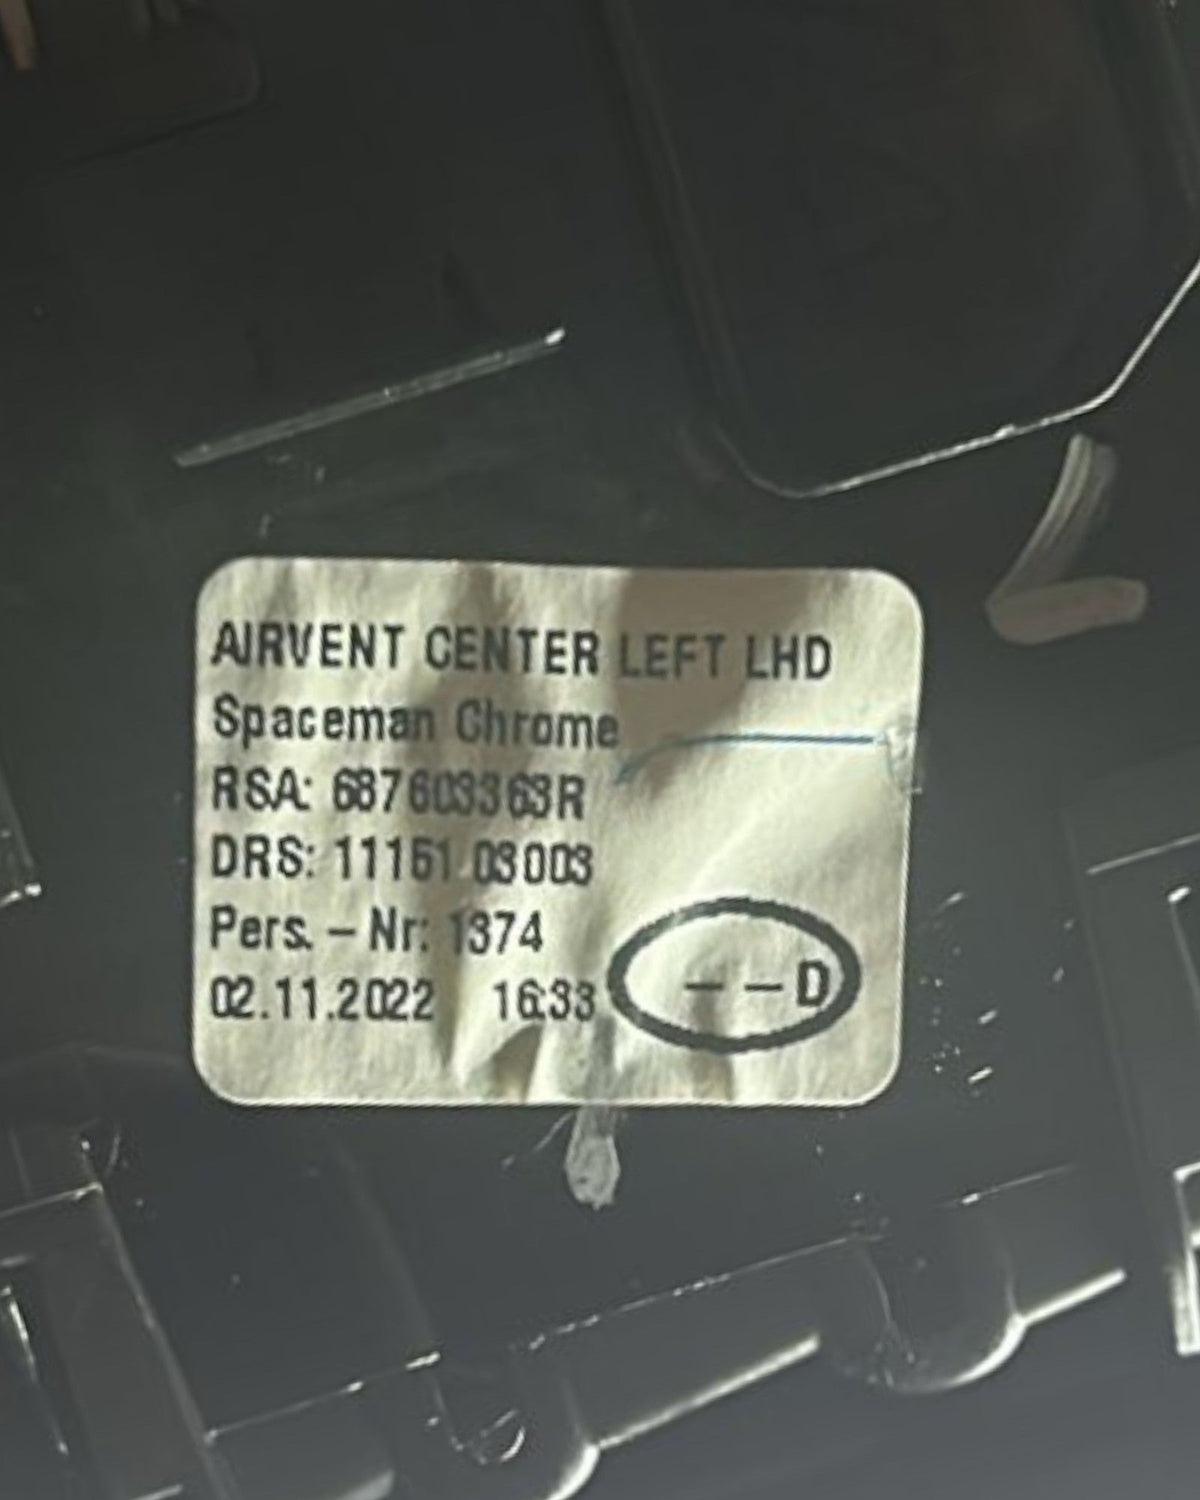 AIRVENT CENTER LEFT LHD
Spaceman Chrome
RSA: 687603363R
DRS: 11161 03003
Pers. – Nr: 1374
02.11.2022 16:33
– – D